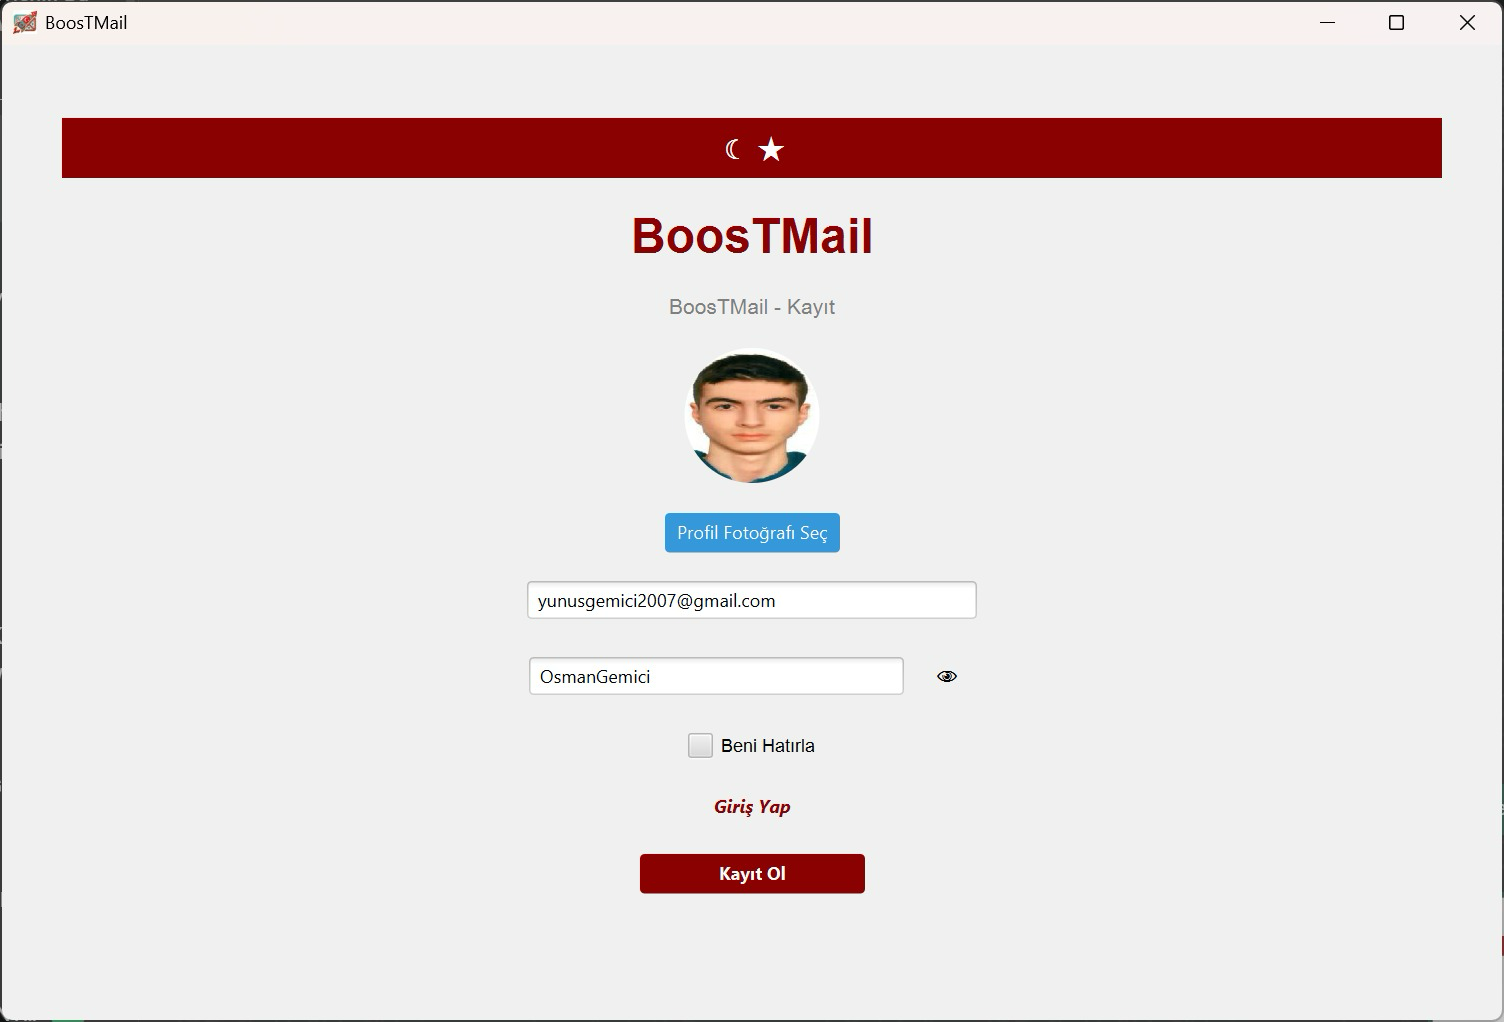 BoosTMail
☾ ★
BoosTMail
BoosTMail - Kayıt
Profil Fotoğrafı Seç
yunusgemici2007@gmail.com
OsmanGemici
Beni Hatırla
Giriş Yap
Kayıt Ol